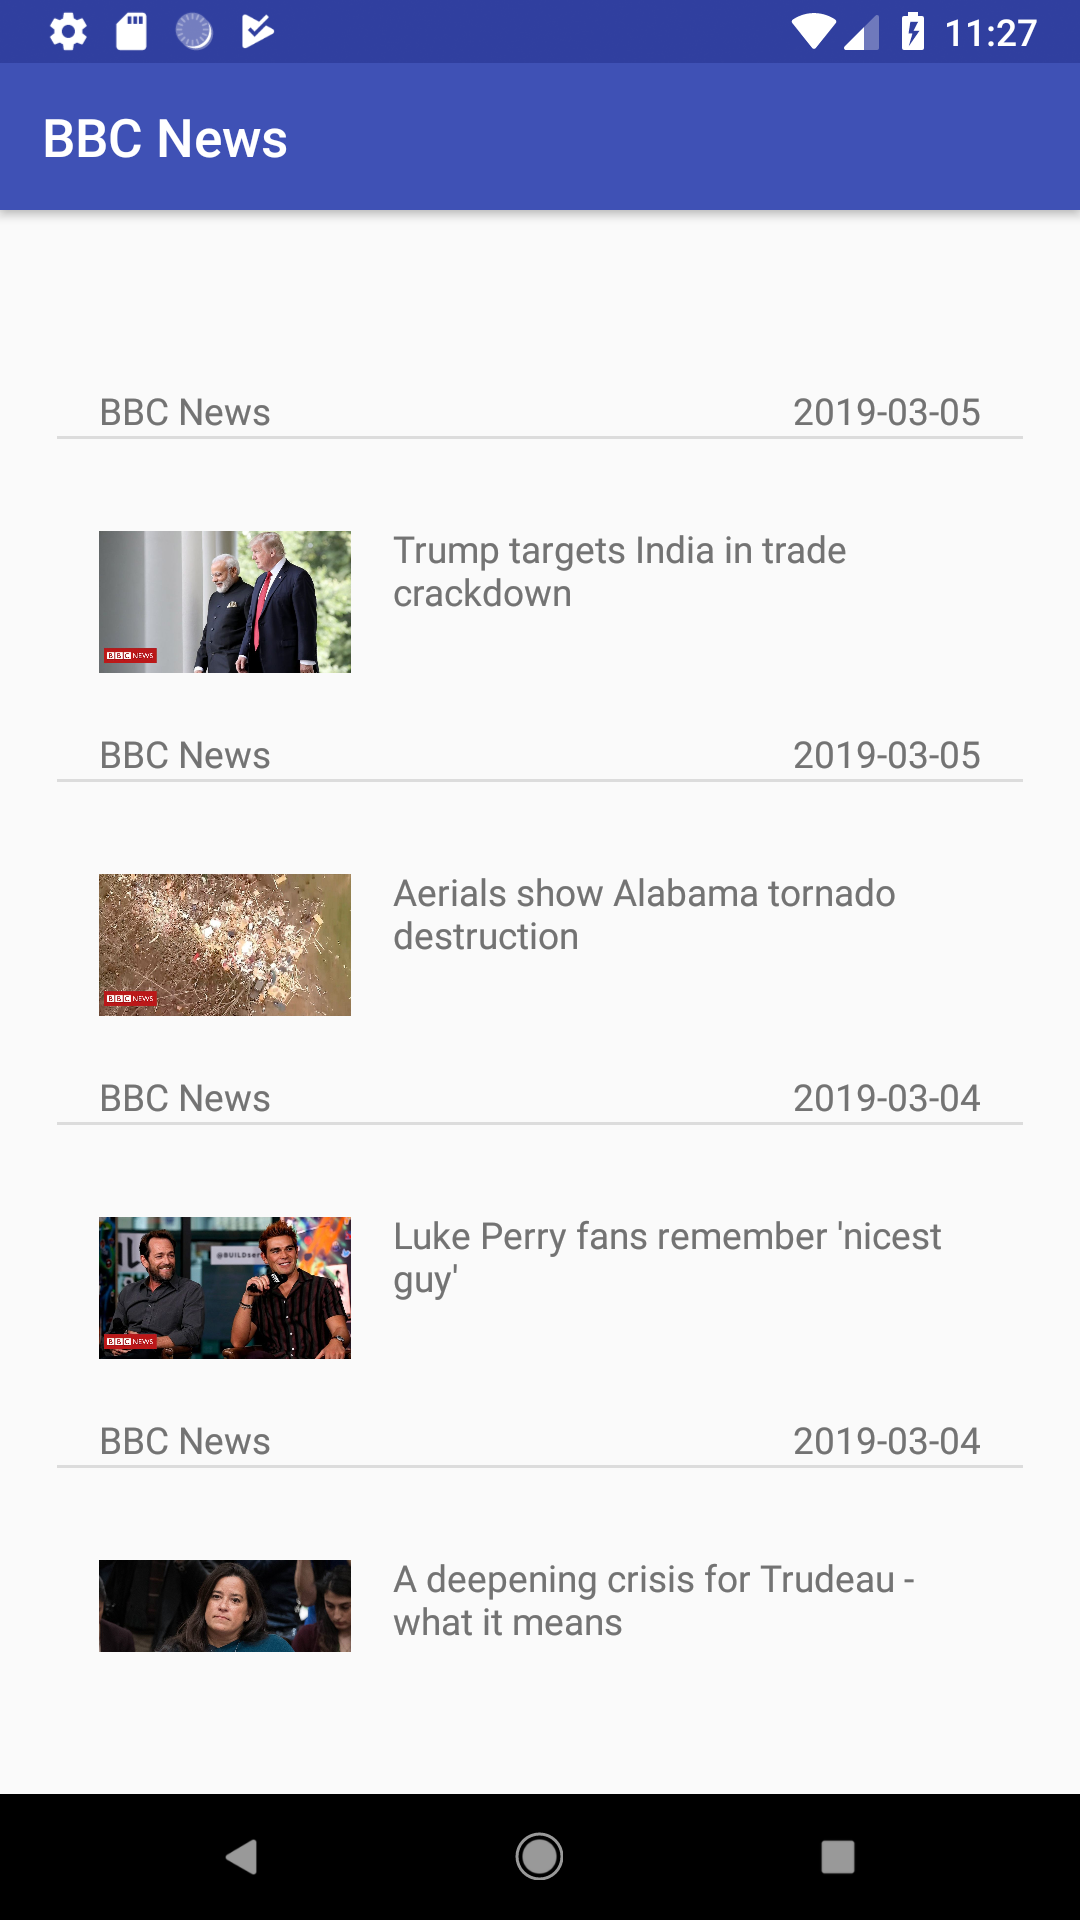 11:27
BBC News
BBC News 2019-03-05
Trump targets India in trade
crackdown
BBC NEWS
BBC News 2019-03-05
Aerials show Alabama tornado
destruction
BBC NEWS
BBC News 2019-03-04
Luke Perry fans remember 'nicest
guy'
@BUILDseri
BBC NEWS
BBC News 2019-03-04
A deepening crisis for Trudeau -
what it means